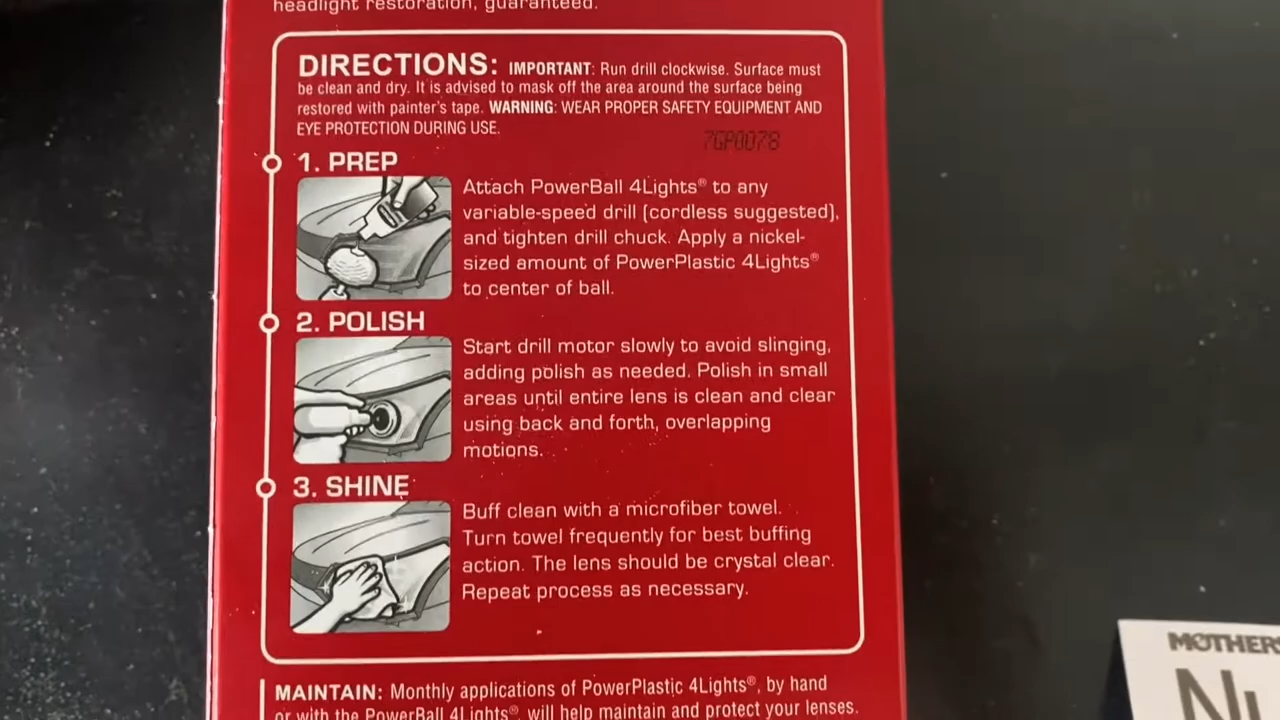 headlight restoration, guaranteed.
DIRECTIONS: IMPORTANT: Run drill clockwise. Surface must
be clean and dry. It is advised to mask off the area around the surface being
restored with painter's tape. WARNING: WEAR PROPER SAFETY EQUIPMENT AND
EYE PROTECTION DURING USE.
7GP0078
1. PREP
Attach PowerBall 4Lights® to any
variable-speed drill (cordless suggested),
and tighten drill chuck. Apply a nickel-
sized amount of PowerPlastic 4Lights®
to center of ball.
2. POLISH
Start drill motor slowly to avoid slinging,
adding polish as needed. Polish in small
areas until entire lens is clean and clear
using back and forth, overlapping
motions.
3. SHINE
Buff clean with a microfiber towel.
Turn towel frequently for best buffing
action. The lens should be crystal clear.
Repeat process as necessary.
MAINTAIN: Monthly applications of PowerPlastic 4Lights®, by hand
or with the PowerBall 4Lights®, will help maintain and protect your lenses.
MOTHERS